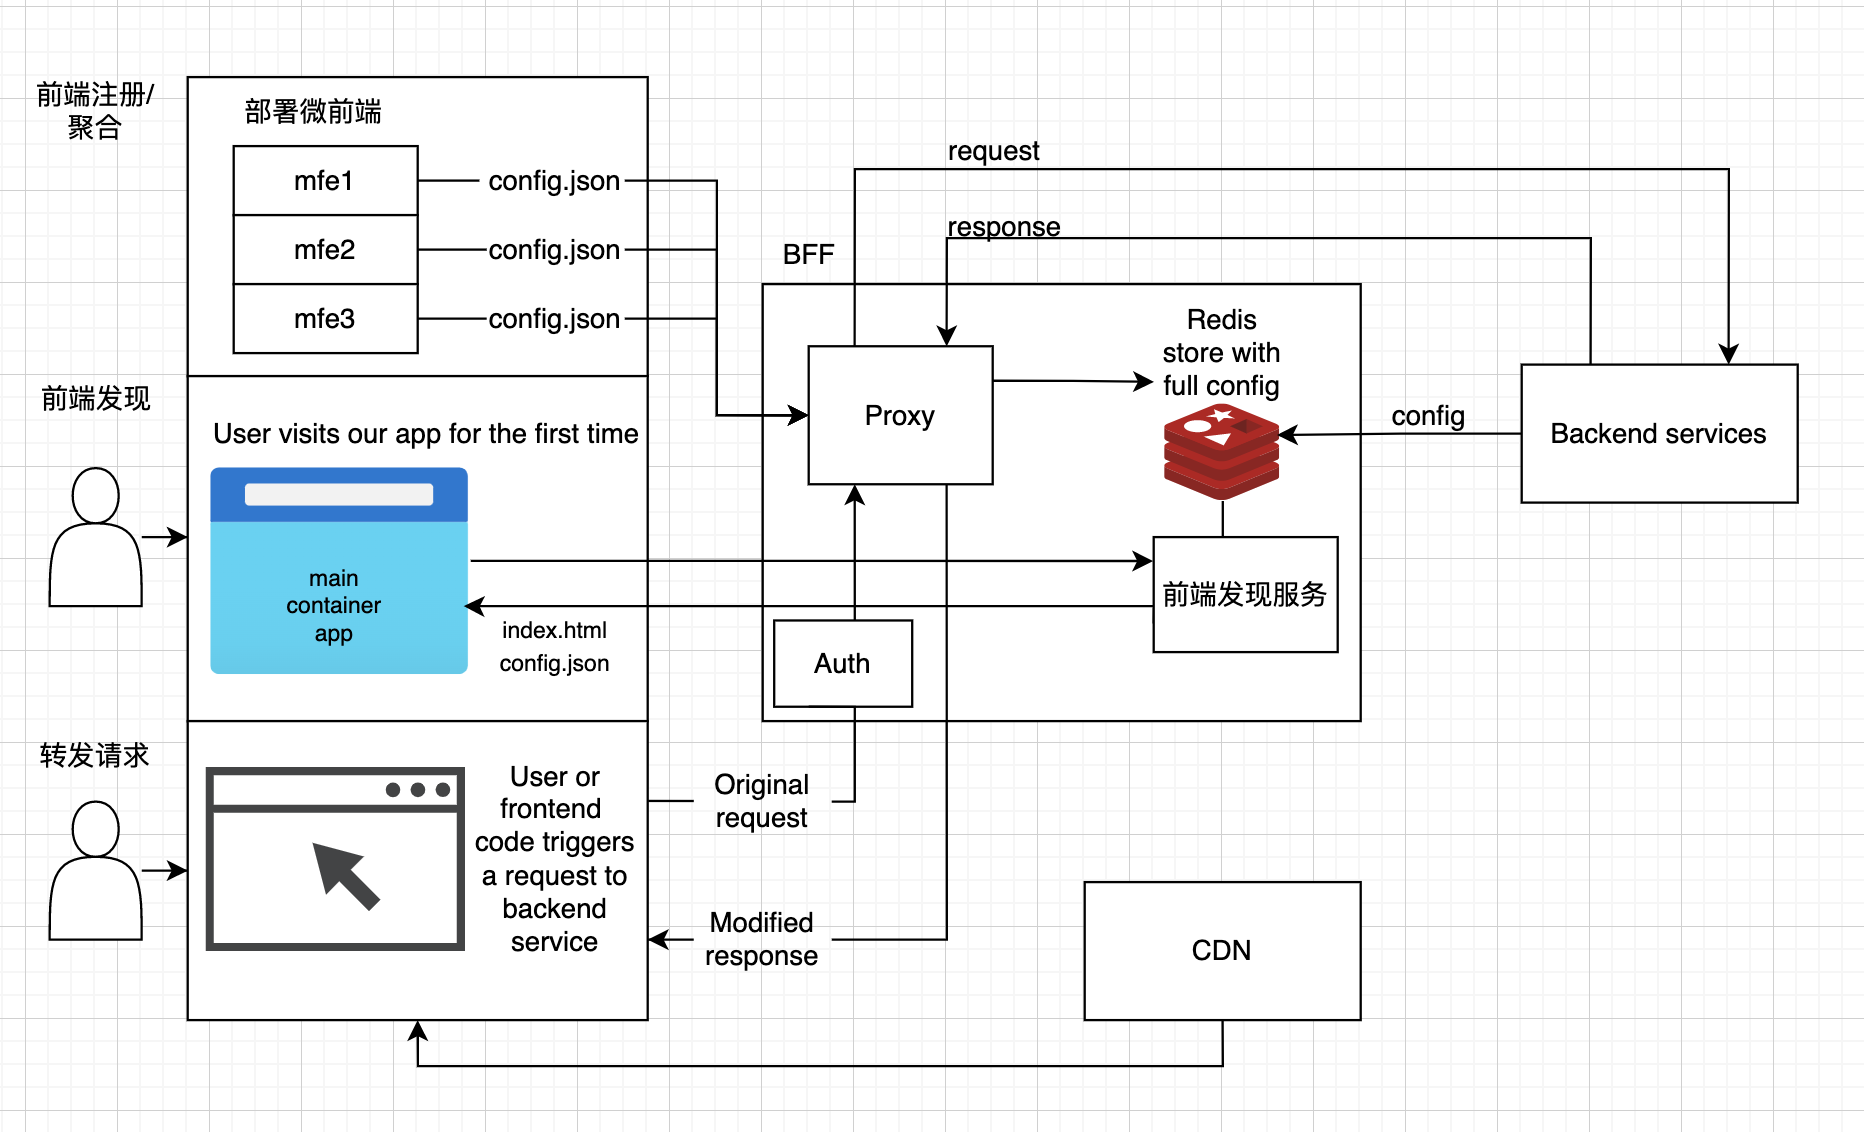 前端注册/
聚合
部署微前端
mfe1
config.json
mfe2
config.json
mfe3
config.json
request
response
BFF
Redis
store with
full config
Proxy
config
Backend services
前端发现
User visits our app for the first time
main
container
app
index.html
config.json
前端发现服务
Auth
转发请求
User or
frontend
code triggers
a request to
backend
service
Original
request
Modified
response
CDN